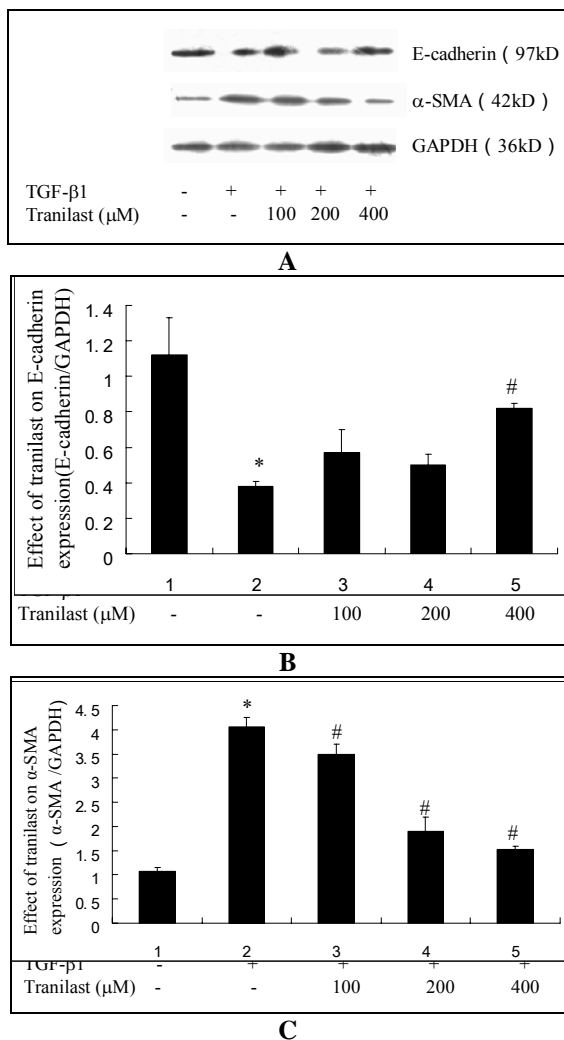 E-cadherin ( 97kD
α-SMA ( 42kD)
GAPDH ( 36kD)
TGF-β1 - + + + +
Tranilast (μM) - - 100 200 400
A
Effect of tranilast on E-cadherin
expression(E-cadherin/GAPDH)
1.4
1.2
1
0.8
0.6
0.4
0.2
0
*
#
1 2 3 4 5
Tranilast (μM) - - 100 200 400
B
Effect of tranilast on α-SMA
expression ( α-SMA /GAPDH)
4.5
4
3.5
3
2.5
2
1.5
1
0.5
0
*
#
#
#
1 2 3 4 5
TGF-β1 - + + + +
Tranilast (μM) - - 100 200 400
C